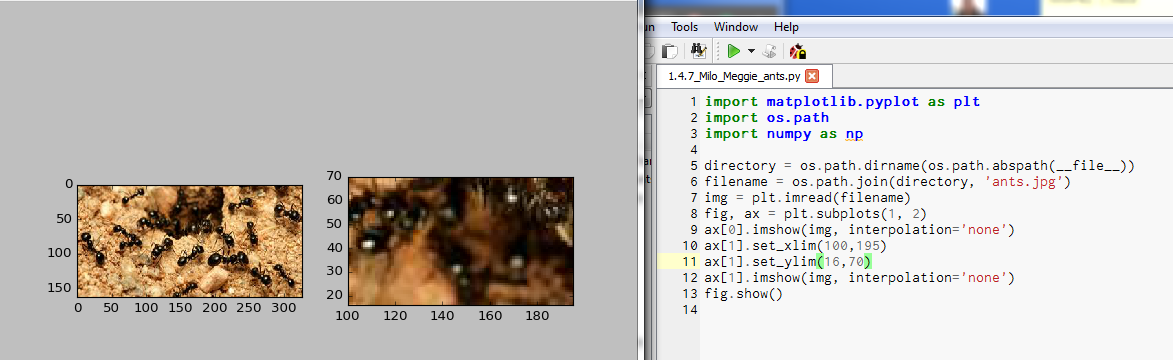 un Tools Window Help
1.4.7_Milo_Meggie_ants.py
1 import matplotlib.pyplot as plt
2 import os.path
3 import numpy as np
4
5 directory = os.path.dirname(os.path.abspath(__file__))
6 filename = os.path.join(directory, 'ants.jpg')
7 img = plt.imread(filename)
8 fig, ax = plt.subplots(1, 2)
9 ax[0].imshow(img, interpolation='none')
10 ax[1].set_xlim(100,195)
11 ax[1].set_ylim(16,70)
12 ax[1].imshow(img, interpolation='none')
13 fig.show()
14
0
50
100
150
0 50 100 150 200 250 300
70
60
50
40
30
20
100 120 140 160 180